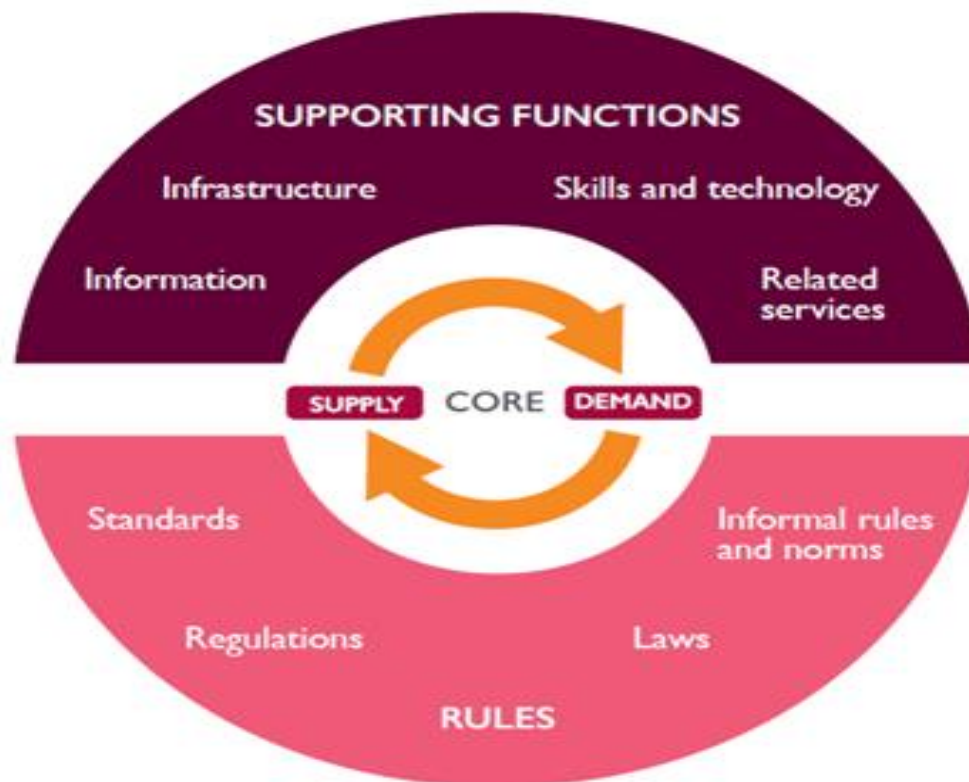 SUPPORTING FUNCTIONS
Infrastructure
Skills and technology
Information
Related
services
SUPPLY
CORE
DEMAND
Standards
Informal rules
and norms
Regulations
Laws
RULES